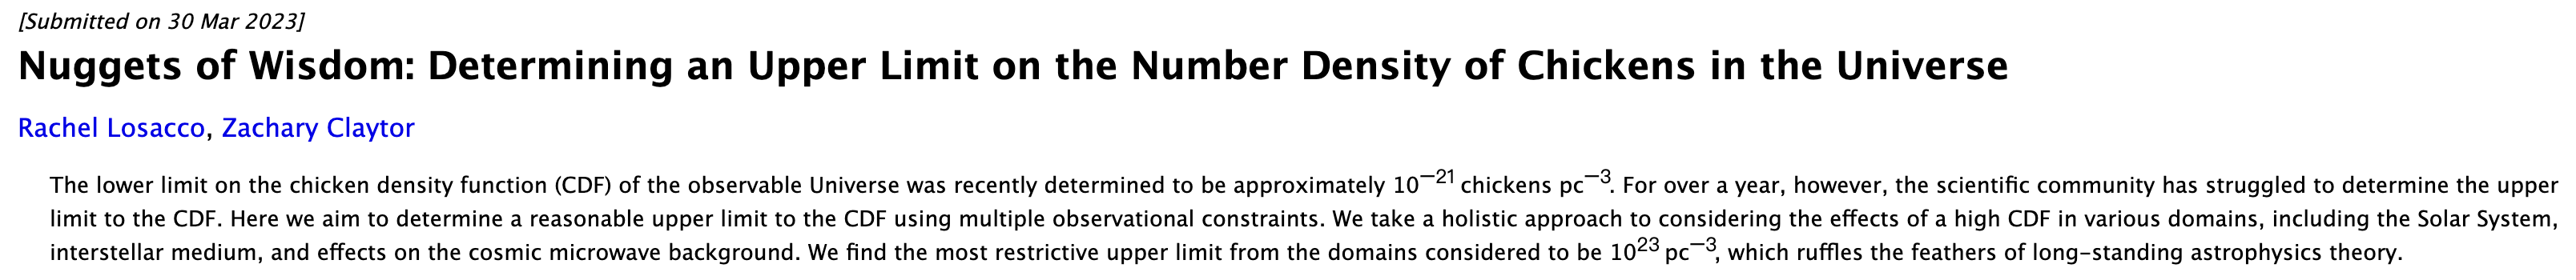 [Submitted on 30 Mar 2023]
Nuggets of Wisdom: Determining an Upper Limit on the Number Density of Chickens in the Universe
Rachel Losacco, Zachary Claytor
The lower limit on the chicken density function (CDF) of the observable Universe was recently determined to be approximately 10⁻²¹ chickens pc⁻³. For over a year, however, the scientific community has struggled to determine the upper
limit to the CDF. Here we aim to determine a reasonable upper limit to the CDF using multiple observational constraints. We take a holistic approach to considering the effects of a high CDF in various domains, including the Solar System,
interstellar medium, and effects on the cosmic microwave background. We find the most restrictive upper limit from the domains considered to be 10²³ pc⁻³, which ruffles the feathers of long-standing astrophysics theory.